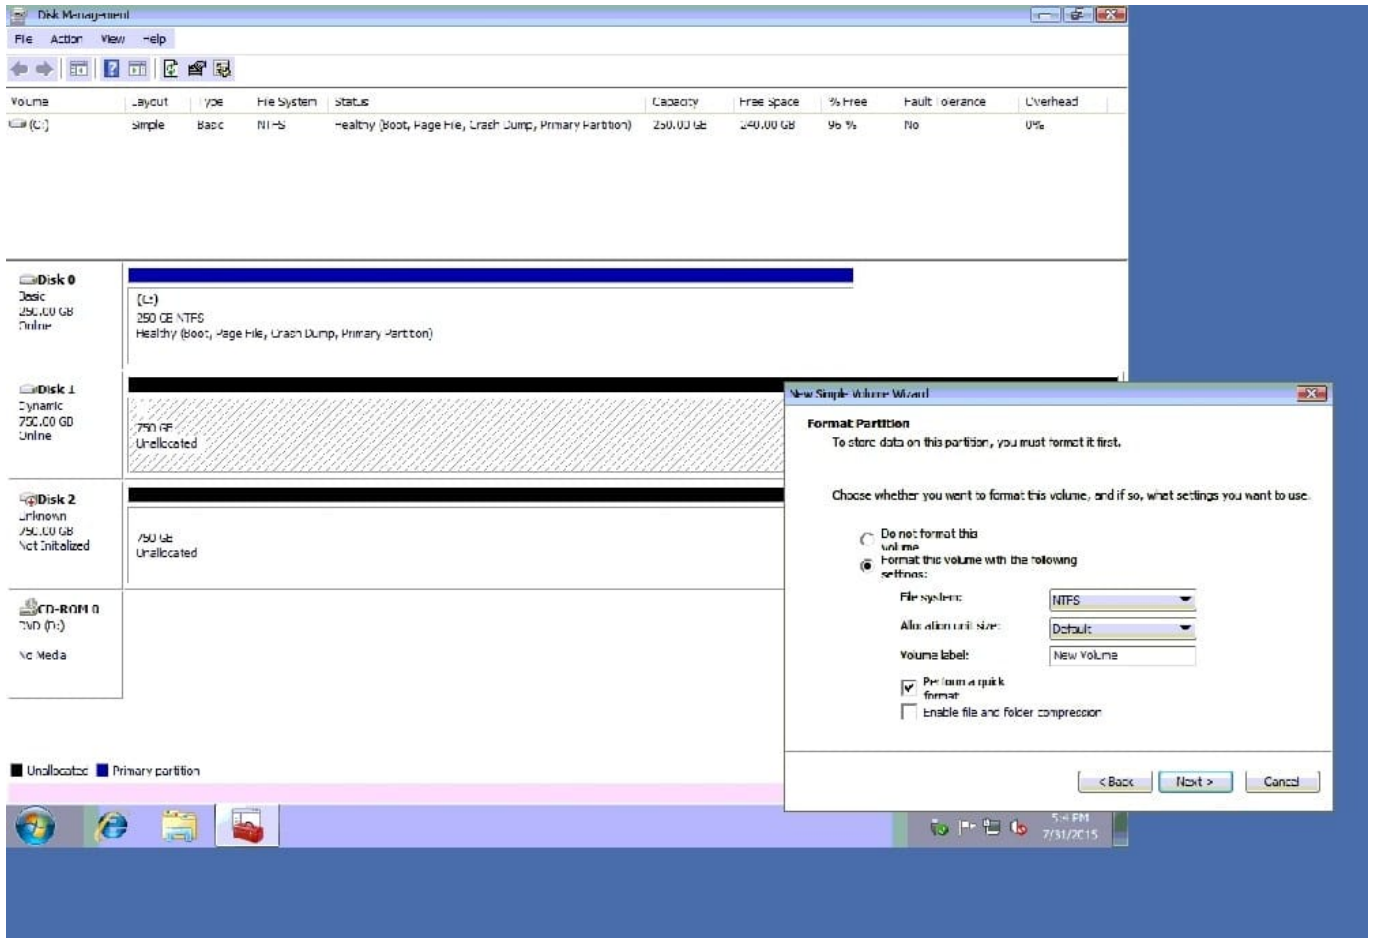 Disk Management
File Action View Help
Volume Layout Type File System Status Capacity Free Space % Free Fault Tolerance Overhead
(C:) Simple Basic NTFS Healthy (Boot, Page File, Crash Dump, Primary Partition) 250.00 GB 240.00 GB 96 % No 0%
Disk 0
Basic
250.00 GB
Online
(C:)
250 GB NTFS
Healthy (Boot, Page File, Crash Dump, Primary Partition)
Disk 1
Dynamic
750.00 GB
Online
750 GB
Unallocated
Disk 2
Unknown
750.00 GB
Not Initialized
750 GB
Unallocated
CD-ROM 0
DVD (D:)
No Media
Unallocated Primary partition
New Simple Volume Wizard
Format Partition
To store data on this partition, you must format it first.
Choose whether you want to format this volume, and if so, what settings you want to use.
Do not format this
volume
Format this volume with the following
settings:
File system: NTFS
Allocation unit size: Default
Volume label: New Volume
Perform a quick
format
Enable file and folder compression
< Back Next > Cancel
5:4 PM
7/31/2015